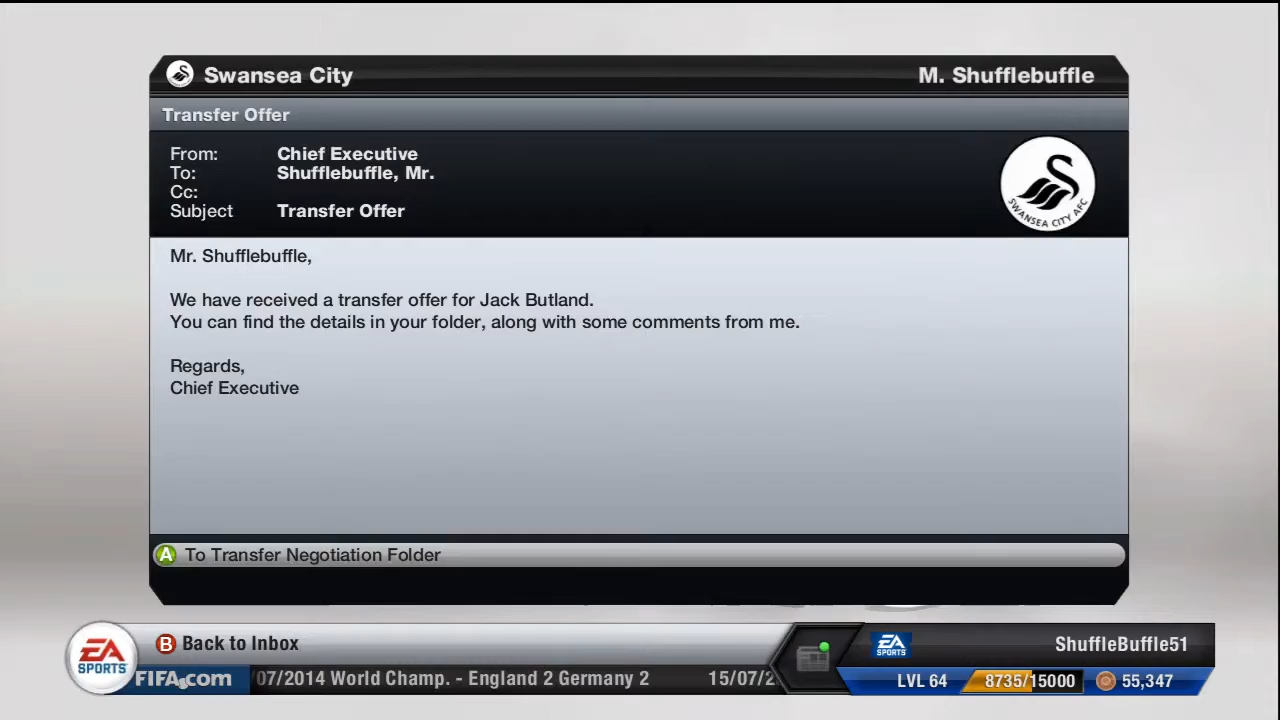 Swansea City
M. Shufflebuffle
Transfer Offer
From: Chief Executive
To: Shufflebuffle, Mr.
Cc:
Subject Transfer Offer
SWANSEA CITY AFC
Mr. Shufflebuffle,
We have received a transfer offer for Jack Butland.
You can find the details in your folder, along with some comments from me.
Regards,
Chief Executive
A To Transfer Negotiation Folder
B Back to Inbox
EA SPORTS
EA SPORTS
ShuffleBuffle51
FIFA.com
07/2014 World Champ. - England 2 Germany 2
15/07/2
LVL 64
8735/15000
55,347